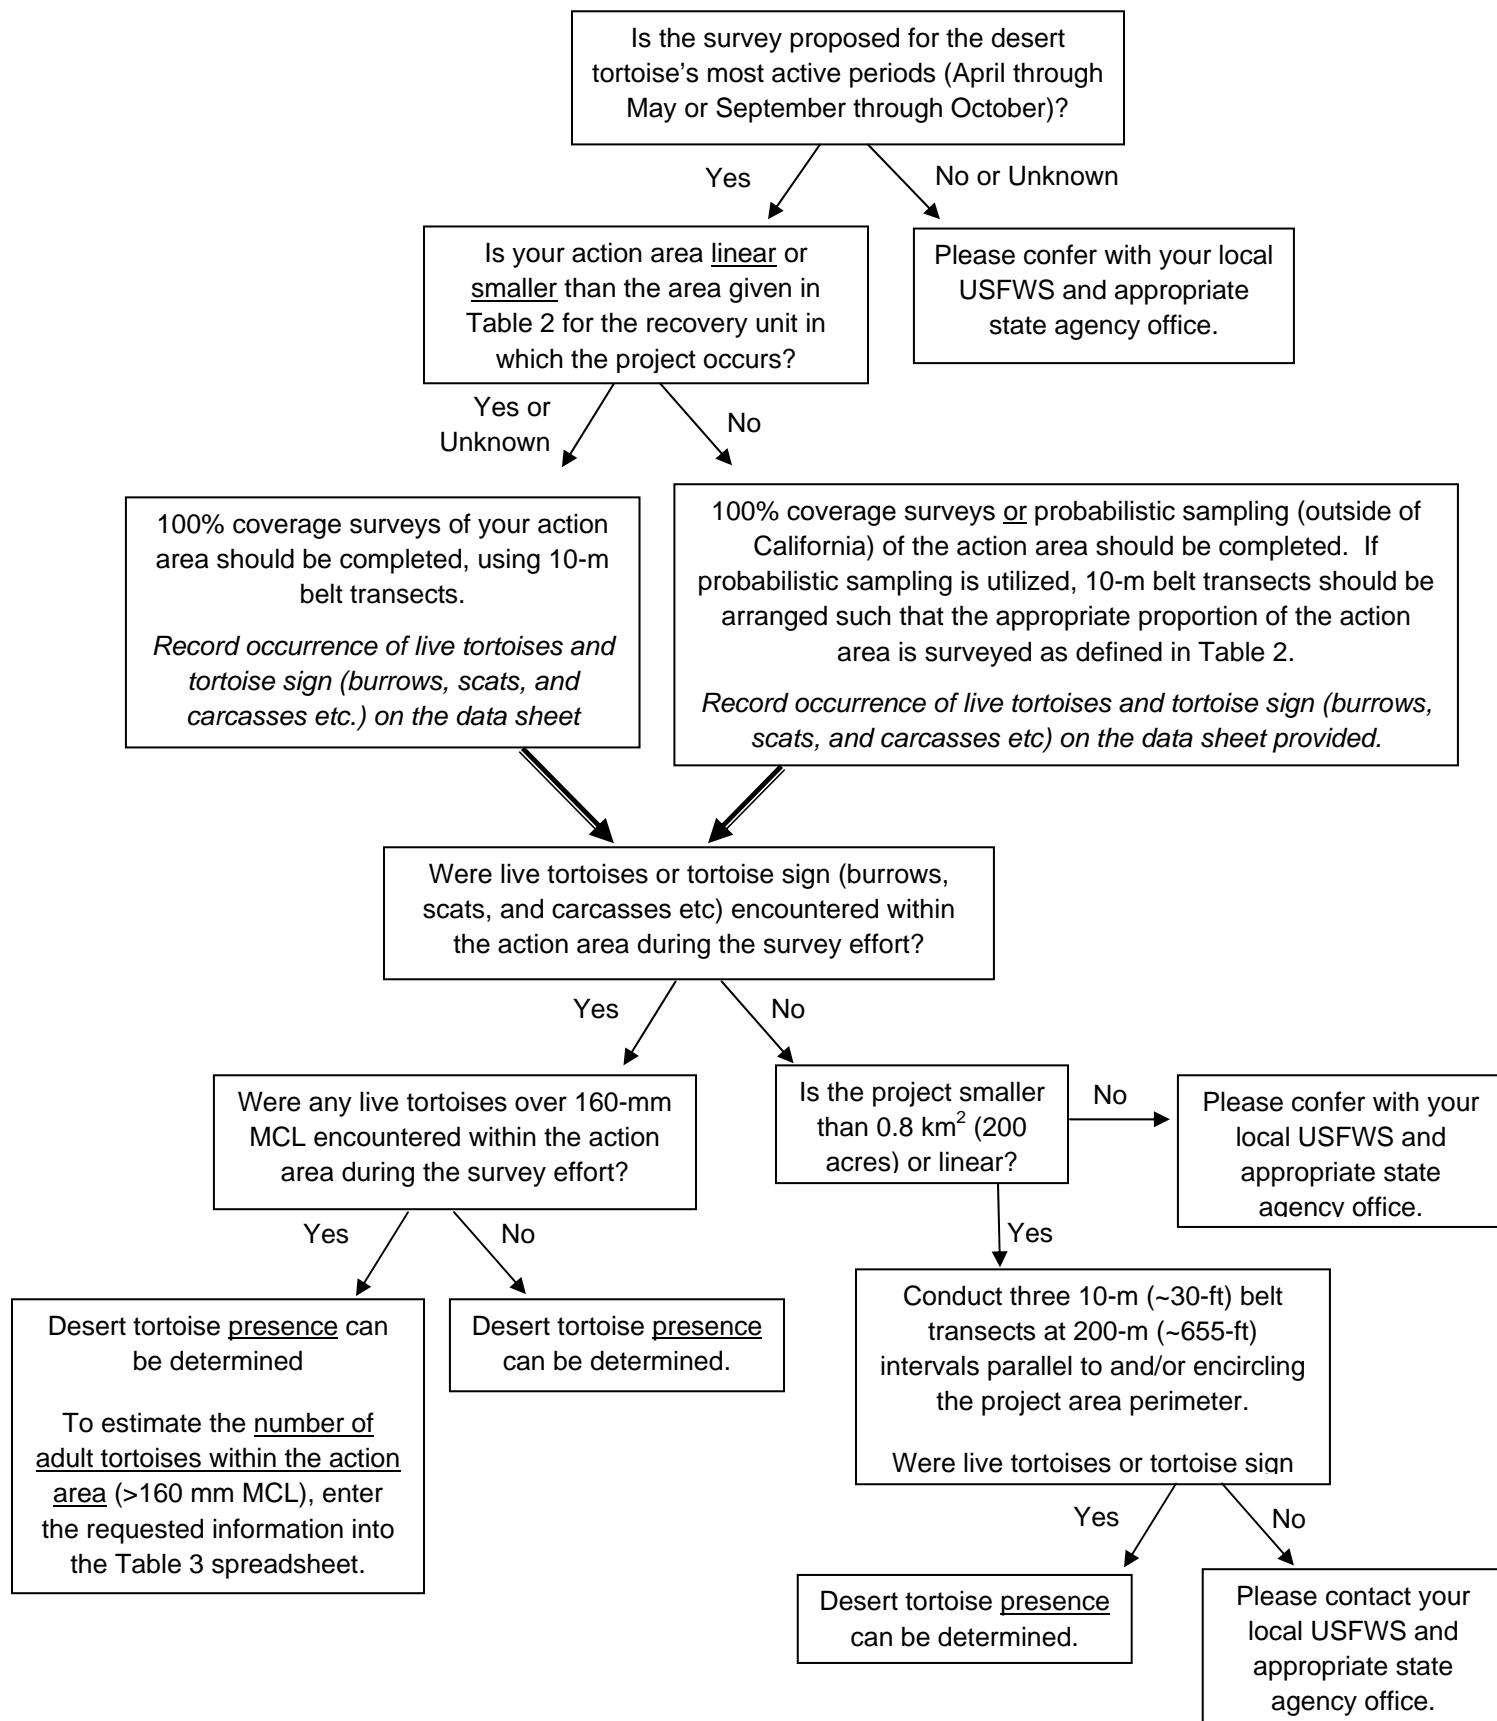 Is the survey proposed for the desert
tortoise's most active periods (April through
May or September through October)?
Yes
No or Unknown
Is your action area linear or
smaller than the area given in
Table 2 for the recovery unit in
which the project occurs?
Please confer with your local
USFWS and appropriate
state agency office.
Yes or
Unknown
No
100% coverage surveys of your action
area should be completed, using 10-m
belt transects.
Record occurrence of live tortoises and
tortoise sign (burrows, scats, and
carcasses etc.) on the data sheet
100% coverage surveys or probabilistic sampling (outside of
California) of the action area should be completed.  If
probabilistic sampling is utilized, 10-m belt transects should be
arranged such that the appropriate proportion of the action
area is surveyed as defined in Table 2.
Record occurrence of live tortoises and tortoise sign (burrows,
scats, and carcasses etc) on the data sheet provided.
Were live tortoises or tortoise sign (burrows,
scats, and carcasses etc) encountered within
the action area during the survey effort?
Yes
No
Were any live tortoises over 160-mm
MCL encountered within the action
area during the survey effort?
Is the project smaller
than 0.8 km² (200
acres) or linear?
No
Please confer with your
local USFWS and
appropriate state
agency office.
Yes
No
Yes
Desert tortoise presence can
be determined
To estimate the number of
adult tortoises within the action
area (>160 mm MCL), enter
the requested information into
the Table 3 spreadsheet.
Desert tortoise presence
can be determined.
Conduct three 10-m (~30-ft) belt
transects at 200-m (~655-ft)
intervals parallel to and/or encircling
the project area perimeter.
Were live tortoises or tortoise sign
Yes
No
Desert tortoise presence
can be determined.
Please contact your
local USFWS and
appropriate state
agency office.